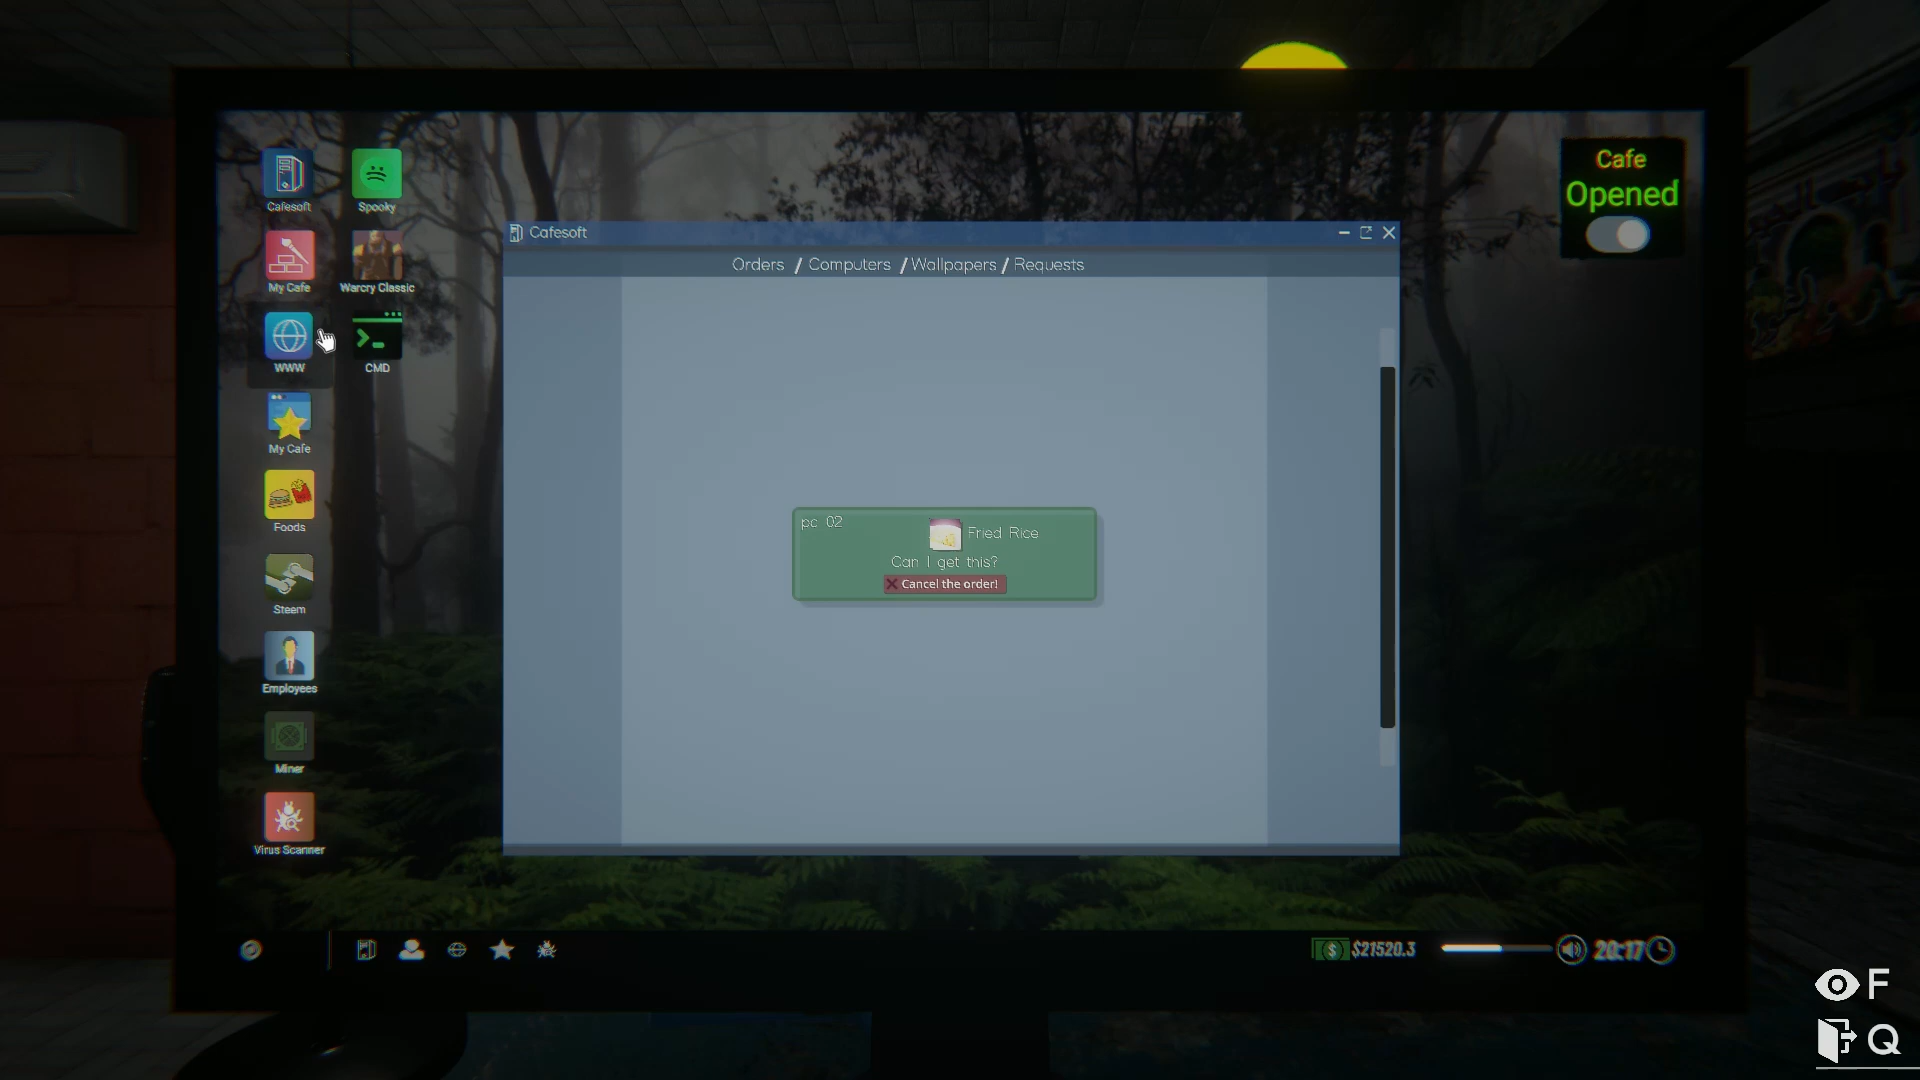 Cafe
Opened
Cafesoft
Spooky
My Cafe
Warcry Classic
WWW
CMD
My Cafe
Foods
Steem
Employees
Miner
Virus Scanner
Cafesoft
Orders / Computers / Wallpapers / Requests
pc 02
Fried Rice
Can I get this?
Cancel the order!
$21520.3
20:17
F
Q